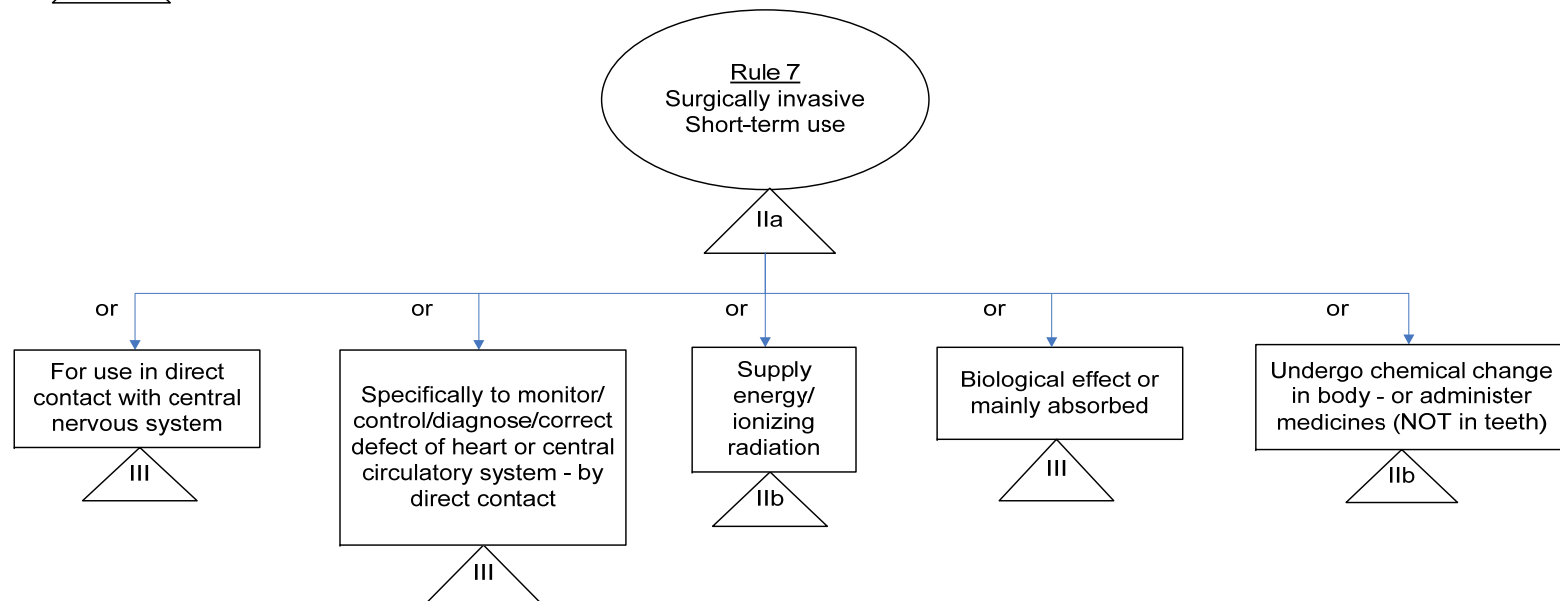 Rule 7
Surgically invasive
Short-term use
IIa
or
or
or
or
or
For use in direct
contact with central
nervous system
III
Specifically to monitor/
control/diagnose/correct
defect of heart or central
circulatory system - by
direct contact
III
Supply
energy/
ionizing
radiation
IIb
Biological effect or
mainly absorbed
III
Undergo chemical change
in body - or administer
medicines (NOT in teeth)
IIb